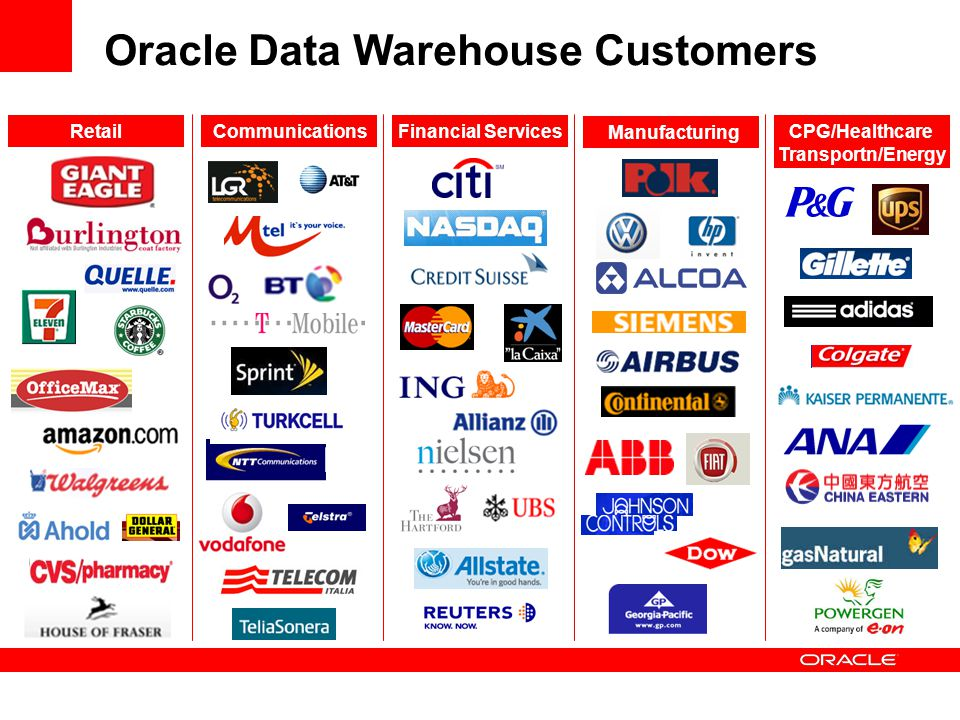 Oracle Data Warehouse Customers
Retail
GIANT
EAGLE
Burlington
Not affiliated with Burlington Industries
coat factory
QUELLE.
www.quelle.com
7
ELEVEN
STARBUCKS
COFFEE
OfficeMax
amazon.com
Walgreens
Ahold
DOLLAR
GENERAL
CVS/pharmacy
HOUSE OF FRASER
Communications
LGR
telecommunications
AT&T
Mtel it's your voice.
O2
BT
T Mobile
Sprint
TURKCELL
NTT Communications
vodafone
Telstra
TELECOM
ITALIA
TeliaSonera
Financial Services
citi
NASDAQ
CREDIT SUISSE
MasterCard
"la Caixa"
ING
Allianz
nielsen
THE
HARTFORD
UBS
Allstate
You're in good hands.
REUTERS
KNOW. NOW.
Manufacturing
Polk
VW
hp
invent
ALCOA
SIEMENS
AIRBUS
Continental
ABB
FIAT
JOHNSON
CONTROLS
DOW
GP
Georgia-Pacific
www.gp.com
CPG/Healthcare
Transportn/Energy
P&G
ups
Gillette
adidas
Colgate
KAISER PERMANENTE
ANA
中國東方航空
CHINA EASTERN
gasNatural
POWERGEN
A company of e·on
ORACLE